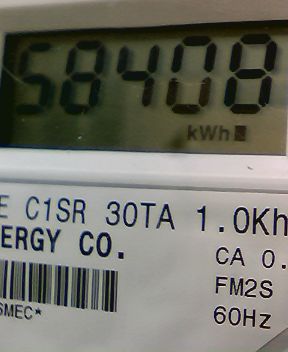 58408
kWh
E C1SR 30TA 1.0Kh
ERGY CO.
CA 0.
FM2S
SMEC*
60Hz